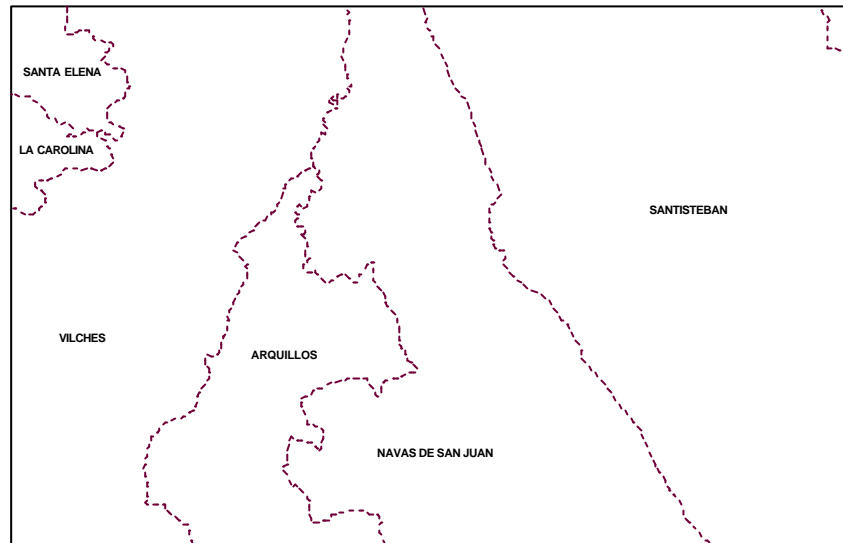 SANTA ELENA
LA CAROLINA
SANTISTEBAN
VILCHES
ARQUILLOS
NAVAS DE SAN JUAN